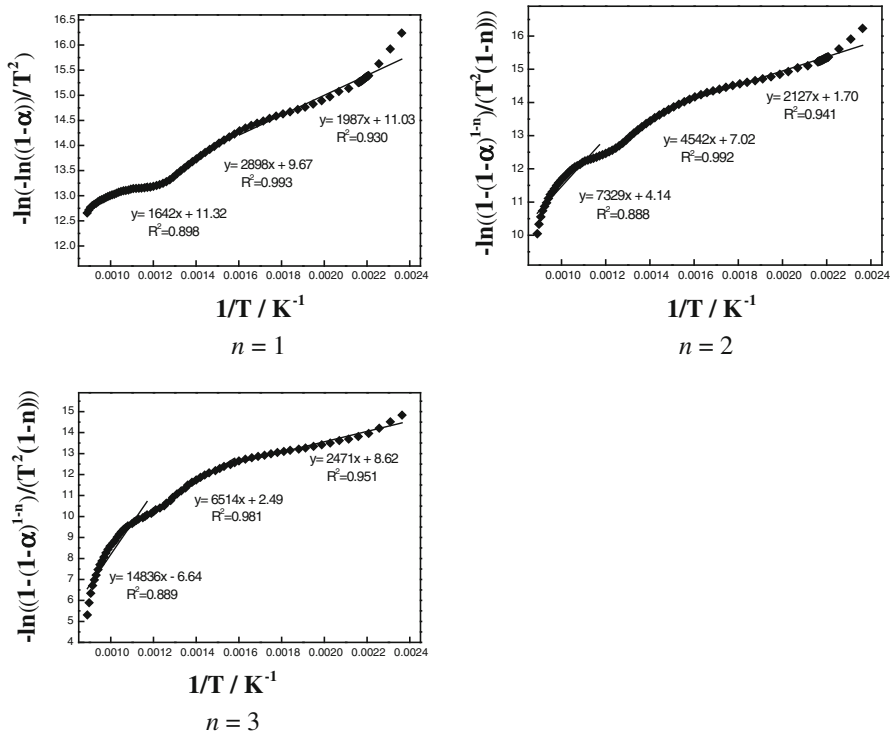 -ln(-ln((1-α))/T²)
16.5
16.0
15.5
15.0
14.5
14.0
13.5
13.0
12.5
12.0
y= 1987x + 11.03
R²=0.930
y= 2898x + 9.67
R²=0.993
y= 1642x + 11.32
R²=0.898
0.0010 0.0012 0.0014 0.0016 0.0018 0.0020 0.0022 0.0024
1/T / K⁻¹
n = 1
-ln((1-(1-α)¹⁻ⁿ)/(T²(1-n)))
16
14
12
10
y= 2127x + 1.70
R²=0.941
y= 4542x + 7.02
R²=0.992
y= 7329x + 4.14
R²=0.888
0.0010 0.0012 0.0014 0.0016 0.0018 0.0020 0.0022 0.0024
1/T / K⁻¹
n = 2
-ln((1-(1-α)¹⁻ⁿ)/(T²(1-n)))
15
14
13
12
11
10
9
8
7
6
5
4
y= 2471x + 8.62
R²=0.951
y= 6514x + 2.49
R²=0.981
y= 14836x - 6.64
R²=0.889
0.0010 0.0012 0.0014 0.0016 0.0018 0.0020 0.0022 0.0024
1/T / K⁻¹
n = 3